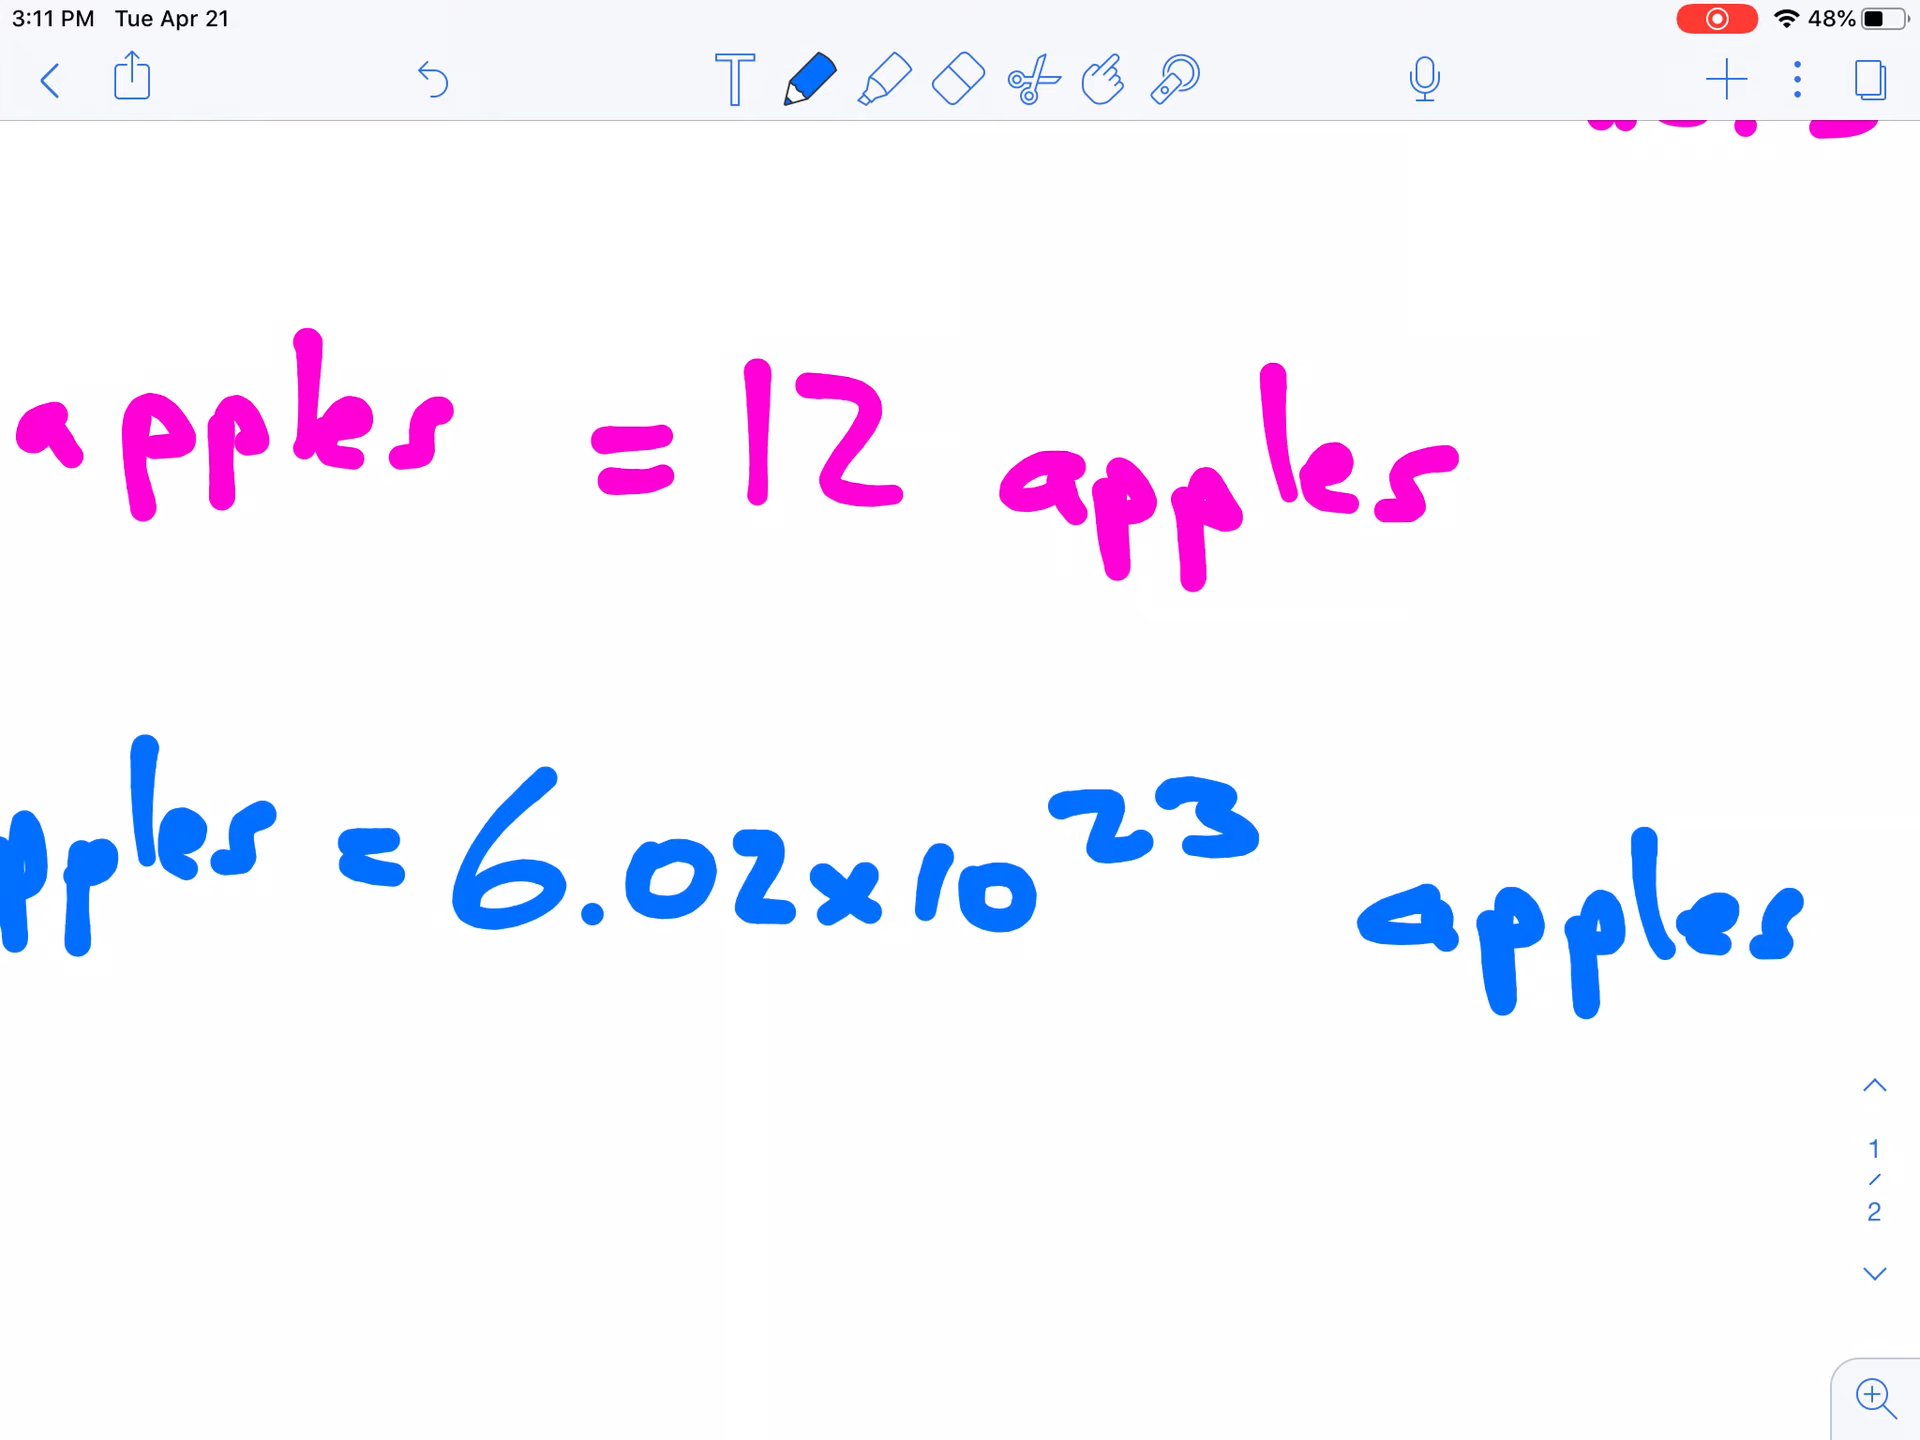 3:11 PM Tue Apr 21
48%
T
apples = 12 apples
pples = 6.02x10²³ apples
1
/
2